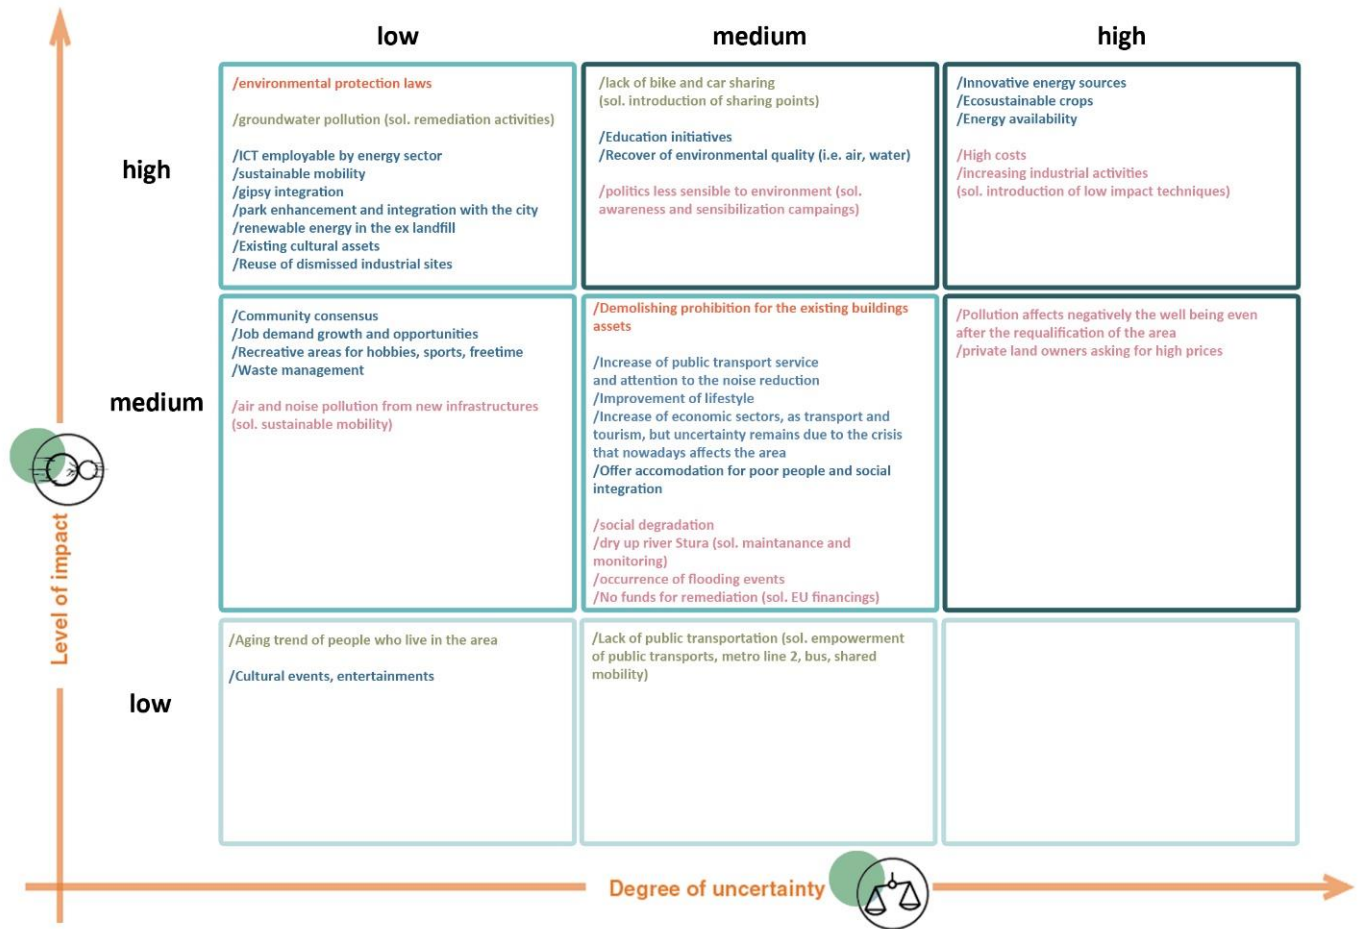 low
medium
high
high
/environmental protection laws
/groundwater pollution (sol. remediation activities)
/ICT employable by energy sector
/sustainable mobility
/gipsy integration
/park enhancement and integration with the city
/renewable energy in the ex landfill
/Existing cultural assets
/Reuse of dismissed industrial sites
/lack of bike and car sharing
(sol. introduction of sharing points)
/Education initiatives
/Recover of environmental quality (i.e. air, water)
/politics less sensible to environment (sol.
awareness and sensibilization campaings)
/Innovative energy sources
/Ecosustainable crops
/Energy availability
/High costs
/increasing industrial activities
(sol. introduction of low impact techniques)
medium
/Community consensus
/Job demand growth and opportunities
/Recreative areas for hobbies, sports, freetime
/Waste management
/air and noise pollution from new infrastructures
(sol. sustainable mobility)
/Demolishing prohibition for the existing buildings
assets
/Increase of public transport service
and attention to the noise reduction
/Improvement of lifestyle
/Increase of economic sectors, as transport and
tourism, but uncertainty remains due to the crisis
that nowadays affects the area
/Offer accomodation for poor people and social
integration
/social degradation
/dry up river Stura (sol. maintanance and
monitoring)
/occurrence of flooding events
/No funds for remediation (sol. EU financings)
/Pollution affects negatively the well being even
after the requalification of the area
/private land owners asking for high prices
low
/Aging trend of people who live in the area
/Cultural events, entertainments
/Lack of public transportation (sol. empowerment
of public transports, metro line 2, bus, shared
mobility)
Level of impact
Degree of uncertainty